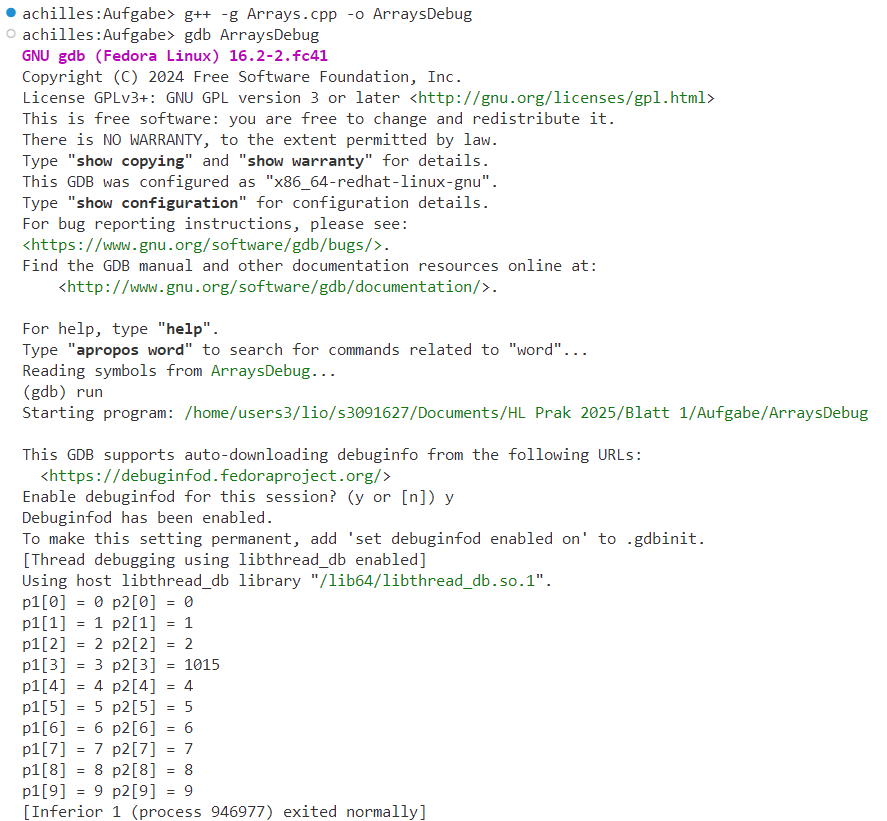 achilles:Aufgabe> g++ -g Arrays.cpp -o ArraysDebug
achilles:Aufgabe> gdb ArraysDebug
GNU gdb (Fedora Linux) 16.2-2.fc41
Copyright (C) 2024 Free Software Foundation, Inc.
License GPLv3+: GNU GPL version 3 or later <http://gnu.org/licenses/gpl.html>
This is free software: you are free to change and redistribute it.
There is NO WARRANTY, to the extent permitted by law.
Type "show copying" and "show warranty" for details.
This GDB was configured as "x86_64-redhat-linux-gnu".
Type "show configuration" for configuration details.
For bug reporting instructions, please see:
<https://www.gnu.org/software/gdb/bugs/>.
Find the GDB manual and other documentation resources online at:
    <http://www.gnu.org/software/gdb/documentation/>.

For help, type "help".
Type "apropos word" to search for commands related to "word"...
Reading symbols from ArraysDebug...
(gdb) run
Starting program: /home/users3/lio/s3091627/Documents/HL Prak 2025/Blatt 1/Aufgabe/ArraysDebug

This GDB supports auto-downloading debuginfo from the following URLs:
  <https://debuginfod.fedoraproject.org/>
Enable debuginfod for this session? (y or [n]) y
Debuginfod has been enabled.
To make this setting permanent, add 'set debuginfod enabled on' to .gdbinit.
[Thread debugging using libthread_db enabled]
Using host libthread_db library "/lib64/libthread_db.so.1".
p1[0] = 0 p2[0] = 0
p1[1] = 1 p2[1] = 1
p1[2] = 2 p2[2] = 2
p1[3] = 3 p2[3] = 1015
p1[4] = 4 p2[4] = 4
p1[5] = 5 p2[5] = 5
p1[6] = 6 p2[6] = 6
p1[7] = 7 p2[7] = 7
p1[8] = 8 p2[8] = 8
p1[9] = 9 p2[9] = 9
[Inferior 1 (process 946977) exited normally]